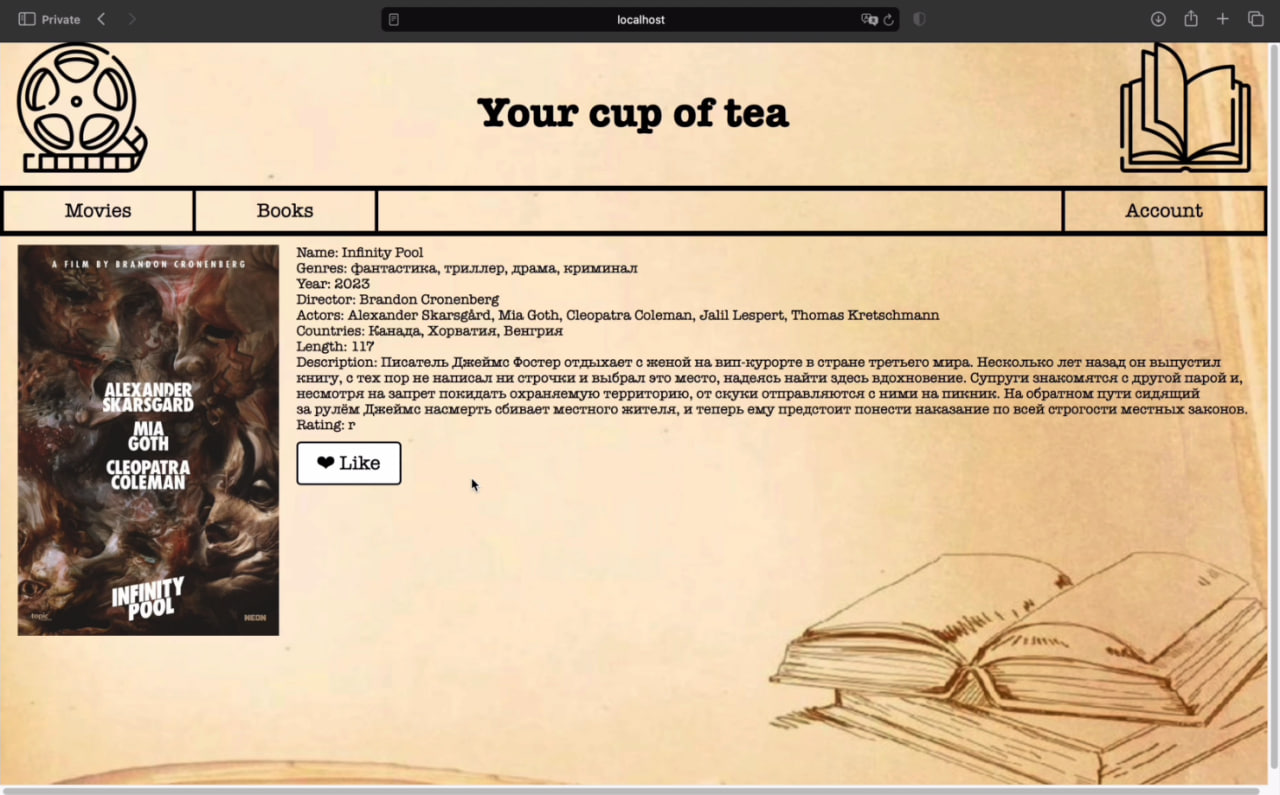 Private
localhost
Your cup of tea
Movies
Books
Account
A FILM BY BRANDON CRONENBERG
ALEXANDER
SKARSGARD
MIA
GOTH
CLEOPATRA
COLEMAN
INFINITY
POOL
topic
NEON
Name: Infinity Pool
Genres: фантастика, триллер, драма, криминал
Year: 2023
Director: Brandon Cronenberg
Actors: Alexander Skarsgård, Mia Goth, Cleopatra Coleman, Jalil Lespert, Thomas Kretschmann
Countries: Канада, Хорватия, Венгрия
Length: 117
Description: Писатель Джеймс Фостер отдыхает с женой на вип-курорте в стране третьего мира. Несколько лет назад он выпустил
книгу, с тех пор не написал ни строчки и выбрал это место, надеясь найти здесь вдохновение. Супруги знакомятся с другой парой и,
несмотря на запрет покидать охраняемую территорию, от скуки отправляются с ними на пикник. На обратном пути сидящий
за рулём Джеймс насмерть сбивает местного жителя, и теперь ему предстоит понести наказание по всей строгости местных законов.
Rating: r
❤ Like